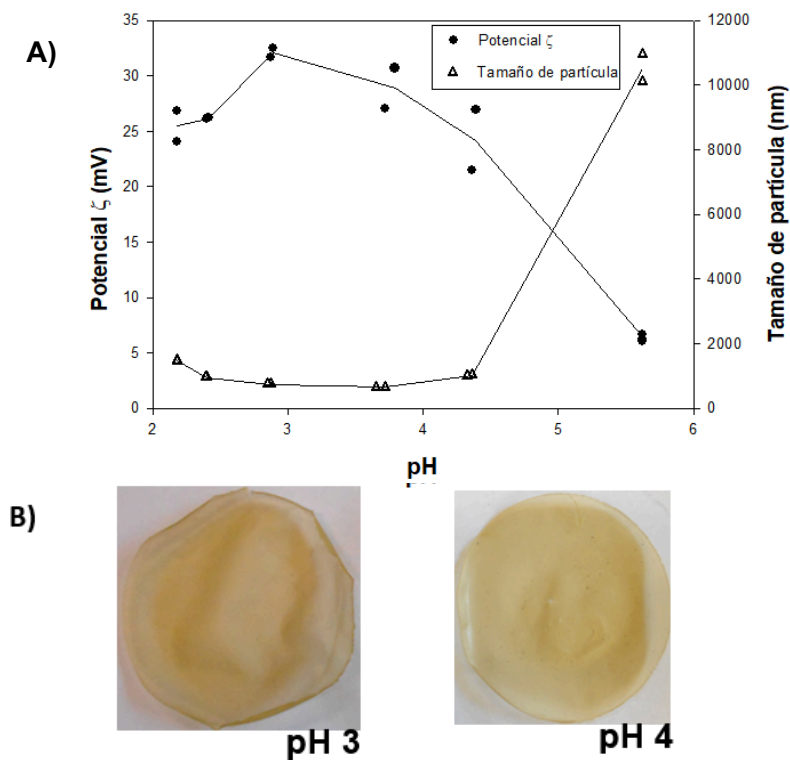 A)
Potencial ζ
Tamaño de partícula
35
30
25
20
15
10
5
0
Potencial ζ (mV)
12000
10000
8000
6000
4000
2000
0
Tamaño de partícula (nm)
2 3 4 5 6
pH
B)
pH 3
pH 4